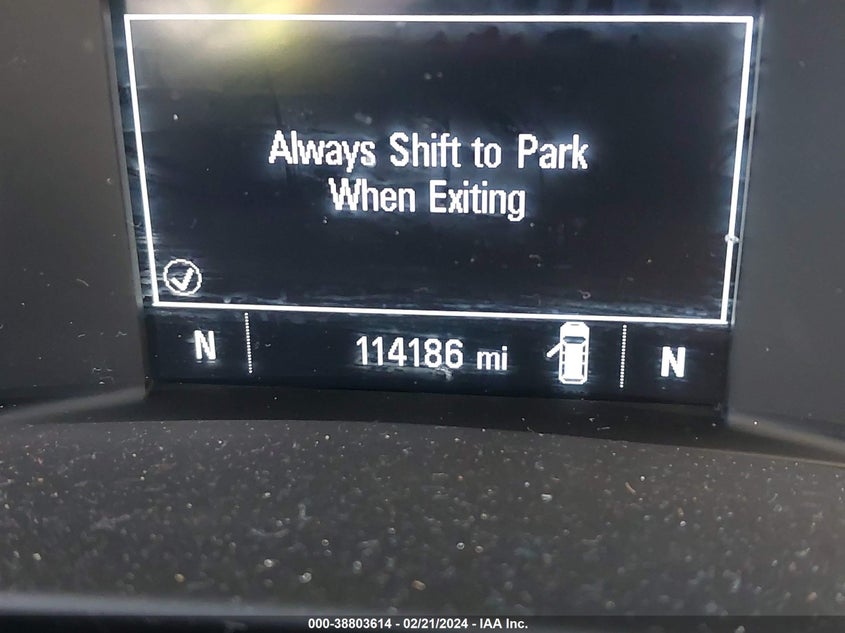 Always Shift to Park
When Exiting
N 114186 mi N
000-38803614 - 02/21/2024 - IAA Inc.